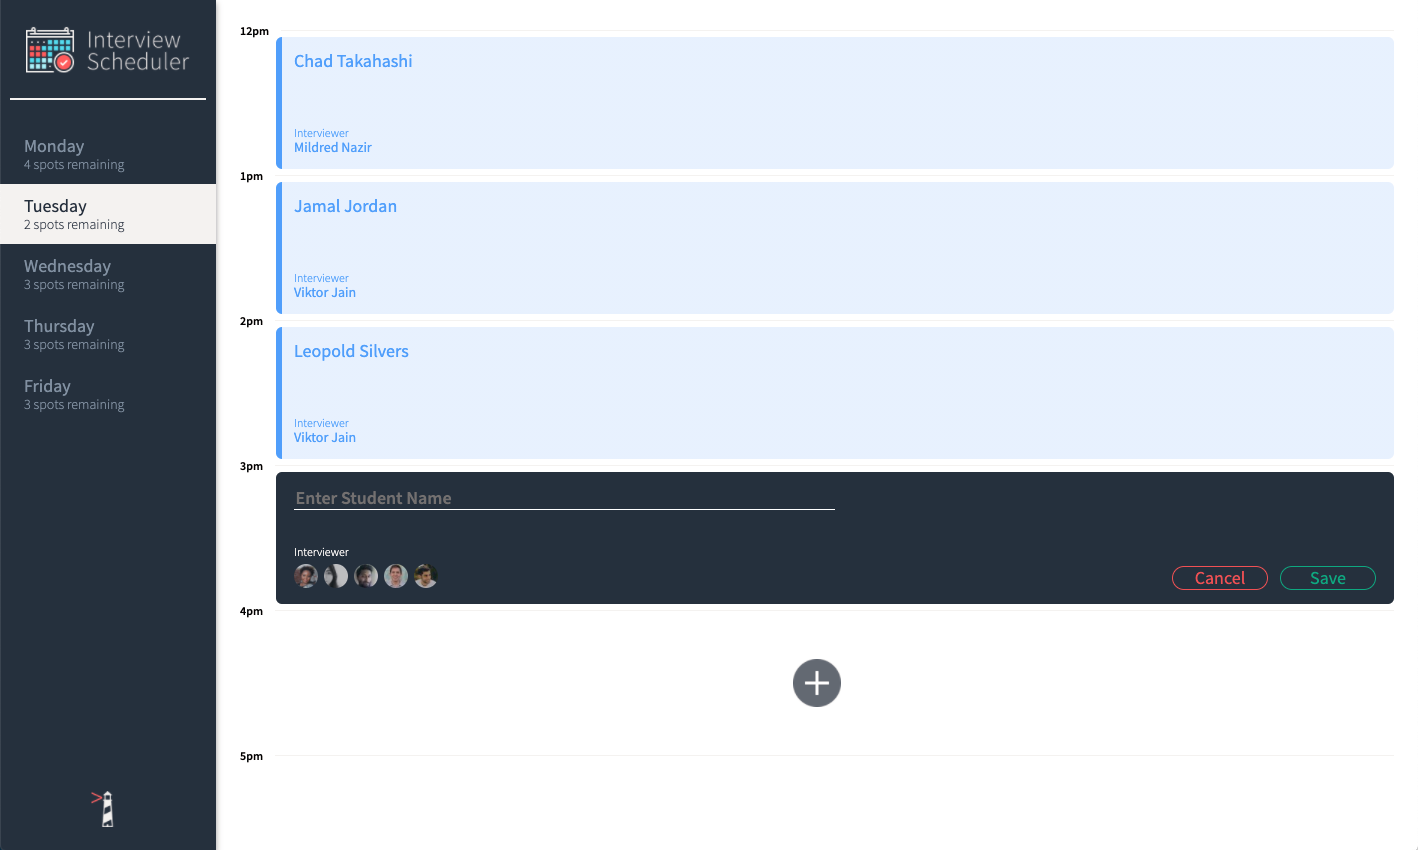 Interview
Scheduler
Monday
4 spots remaining
Tuesday
2 spots remaining
Wednesday
3 spots remaining
Thursday
3 spots remaining
Friday
3 spots remaining
12pm
Chad Takahashi
Interviewer
Mildred Nazir
1pm
Jamal Jordan
Interviewer
Viktor Jain
2pm
Leopold Silvers
Interviewer
Viktor Jain
3pm
Enter Student Name
Interviewer
Cancel Save
4pm
5pm